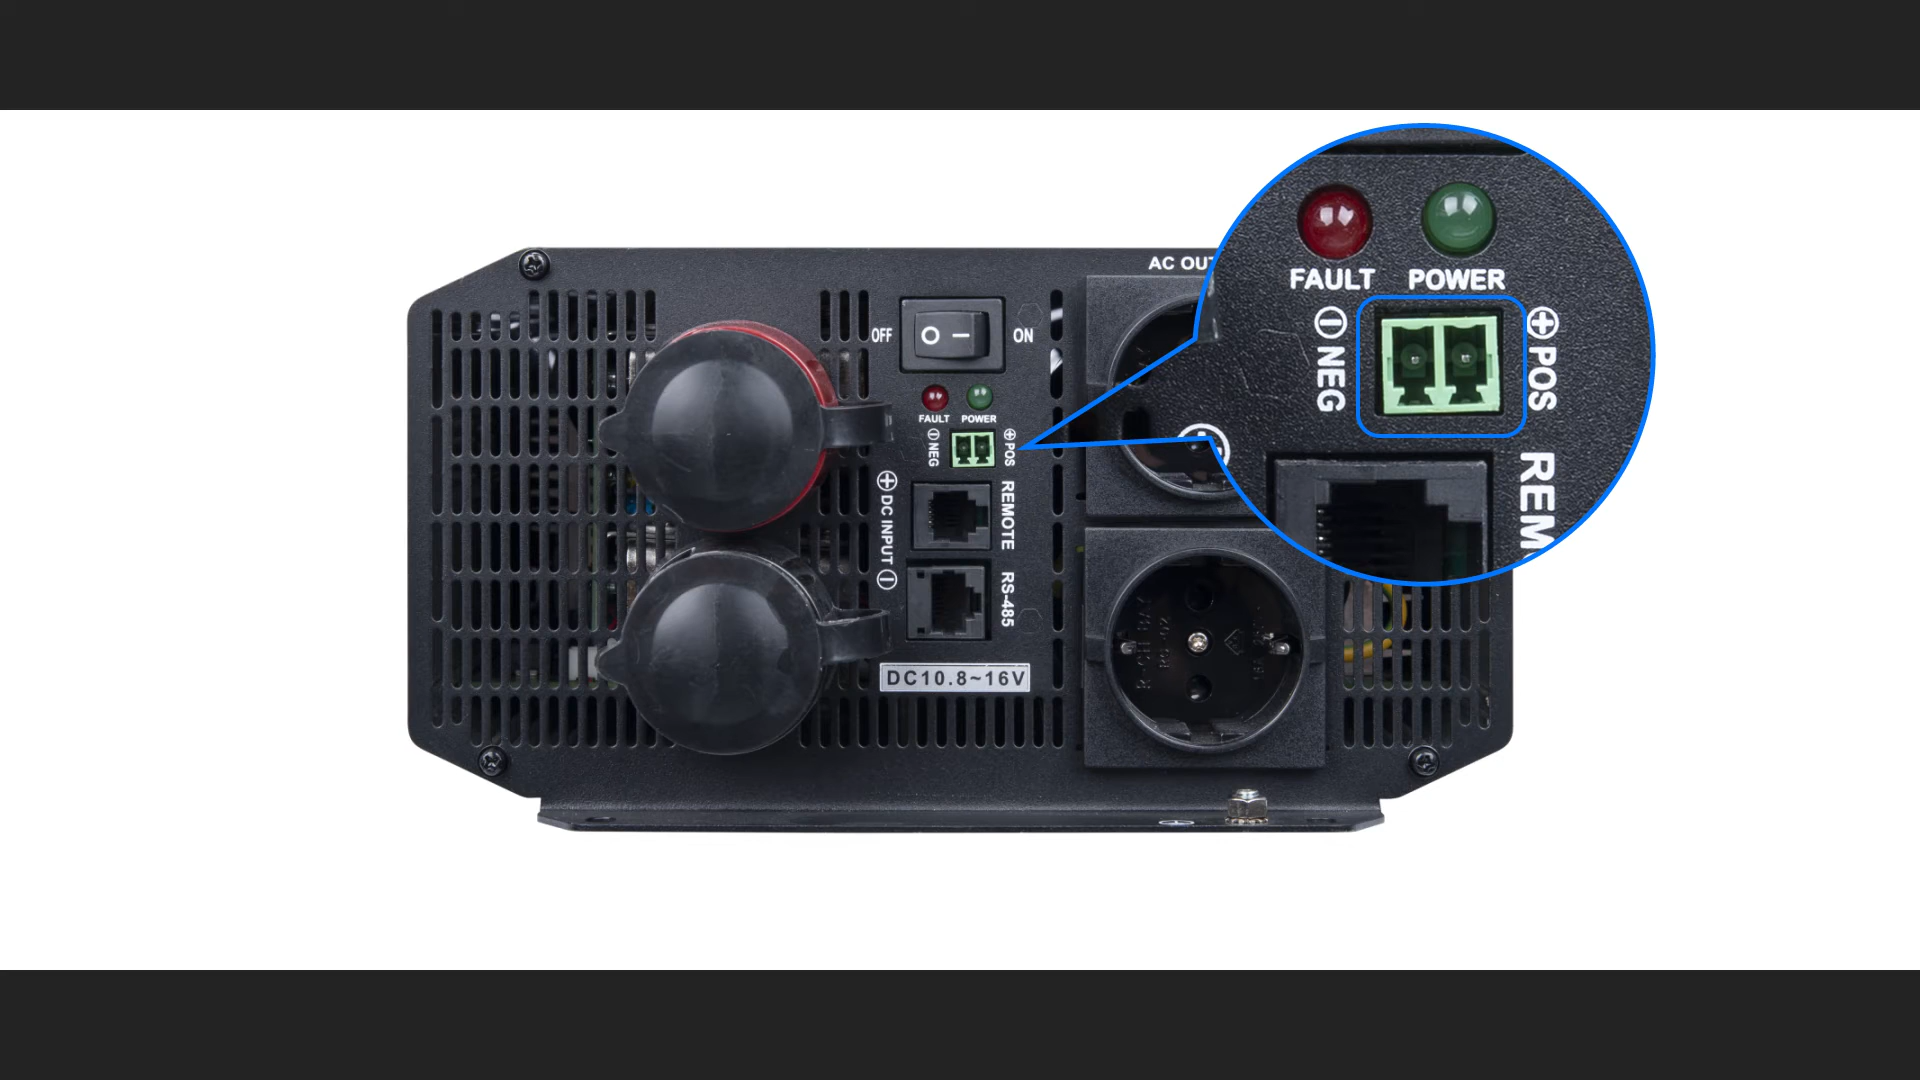 AC OUT
OFF
ON
FAULT POWER
NEG
POS
DC INPUT
REMOTE
RS-485
DC10.8~16V
FAULT POWER
NEG
POS
REM